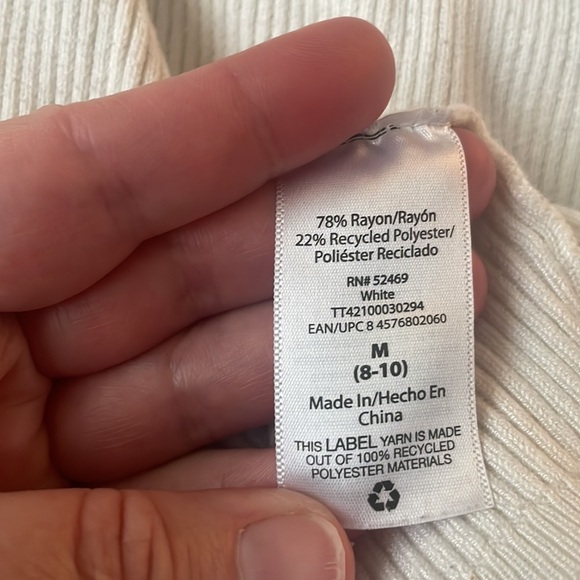 78% Rayon/Rayón
22% Recycled Polyester/
Poliéster Reciclado
RN# 52469
White
TT42100030294
EAN/UPC 8 4576802060
M
(8-10)
Made In/Hecho En
China
THIS LABEL YARN IS MADE
OUT OF 100% RECYCLED
POLYESTER MATERIALS